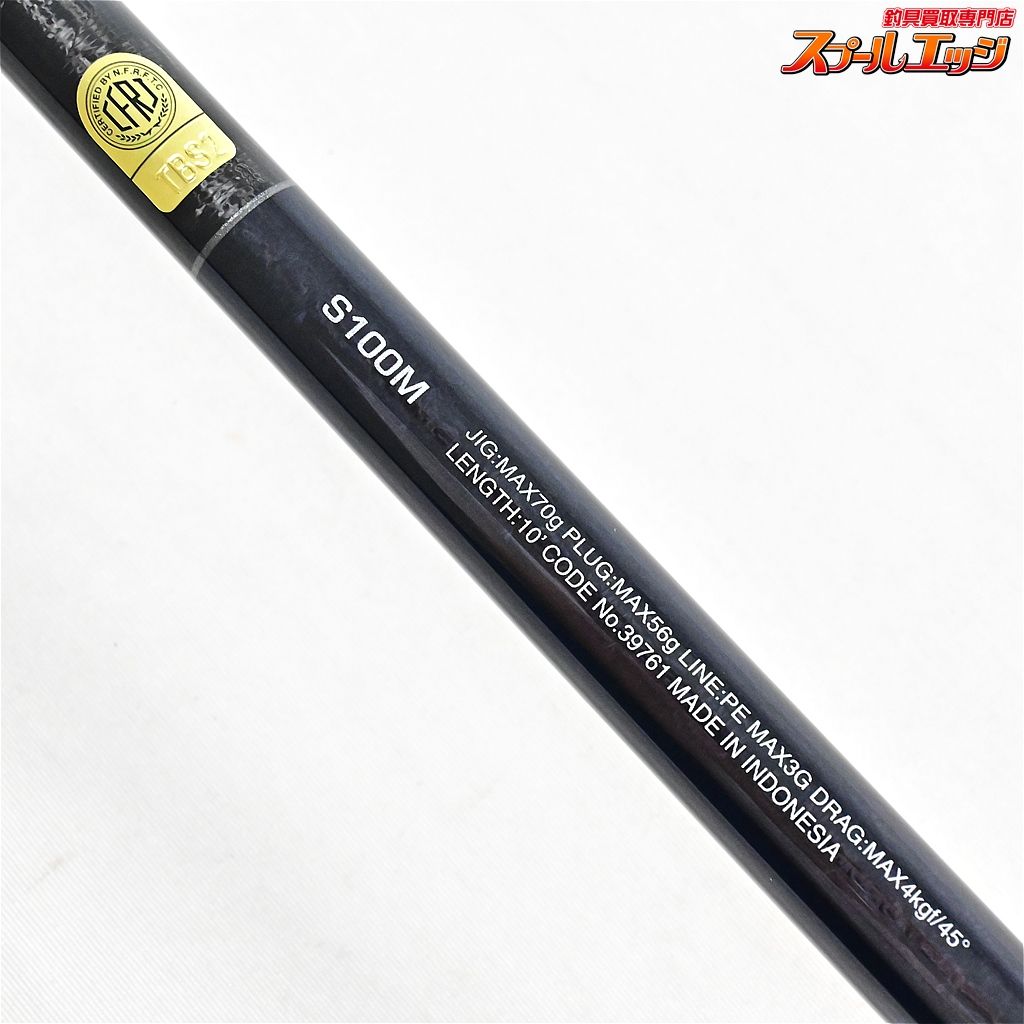 釣具買取専門店
スプールエッジ
CERTIFIED BY N.F.R.F.T.C
TBS2
S100M
JIG:MAX70g PLUG:MAX56g LINE:PE MAX3G DRAG:MAX4kgf/45°
LENGTH:10' CODE No.39761 MADE IN INDONESIA